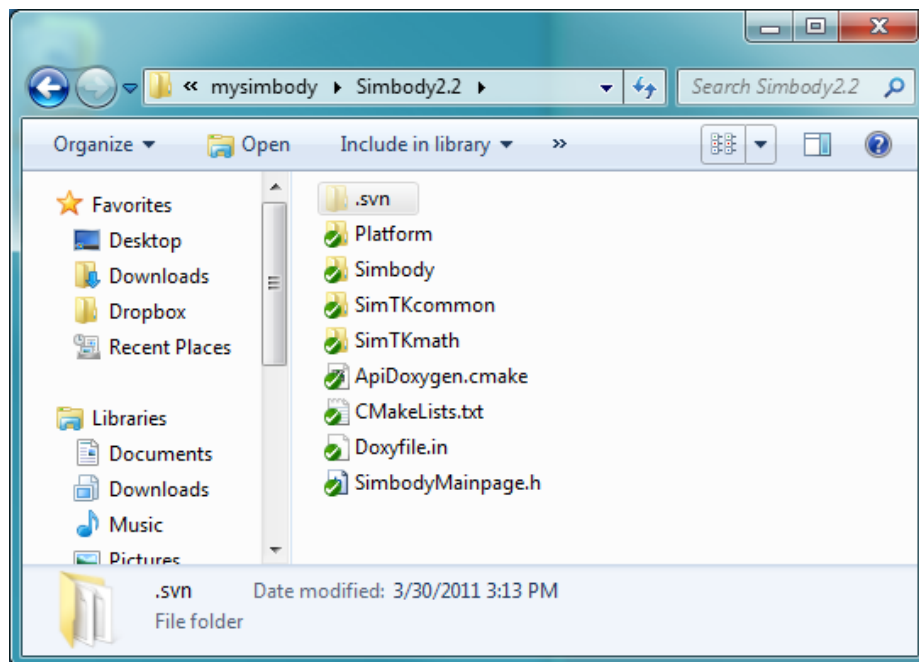 « mysimbody Simbody2.2 Search Simbody2.2
Organize Open Include in library »
Favorites
Desktop
Downloads
Dropbox
Recent Places
Libraries
Documents
Downloads
Music
Pictures
.svn
Platform
Simbody
SimTKcommon
SimTKmath
ApiDoxygen.cmake
CMakeLists.txt
Doxyfile.in
SimbodyMainpage.h
.svn Date modified: 3/30/2011 3:13 PM
File folder